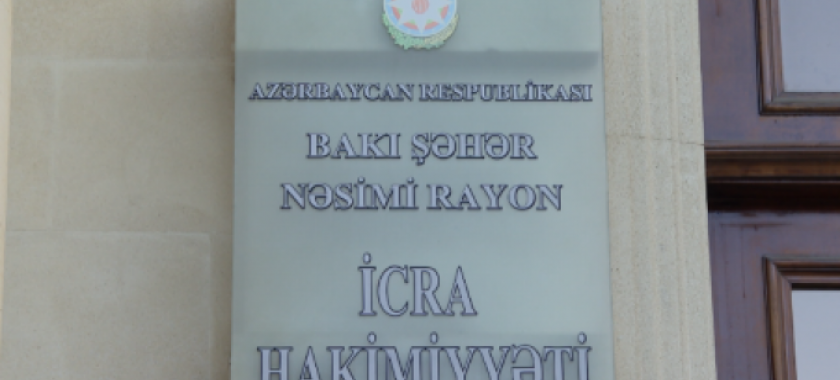 AZƏRBAYCAN RESPUBLİKASI
BAKI ŞƏHƏR
NƏSİMİ RAYON
İCRA
HAKİMİYYƏTİ